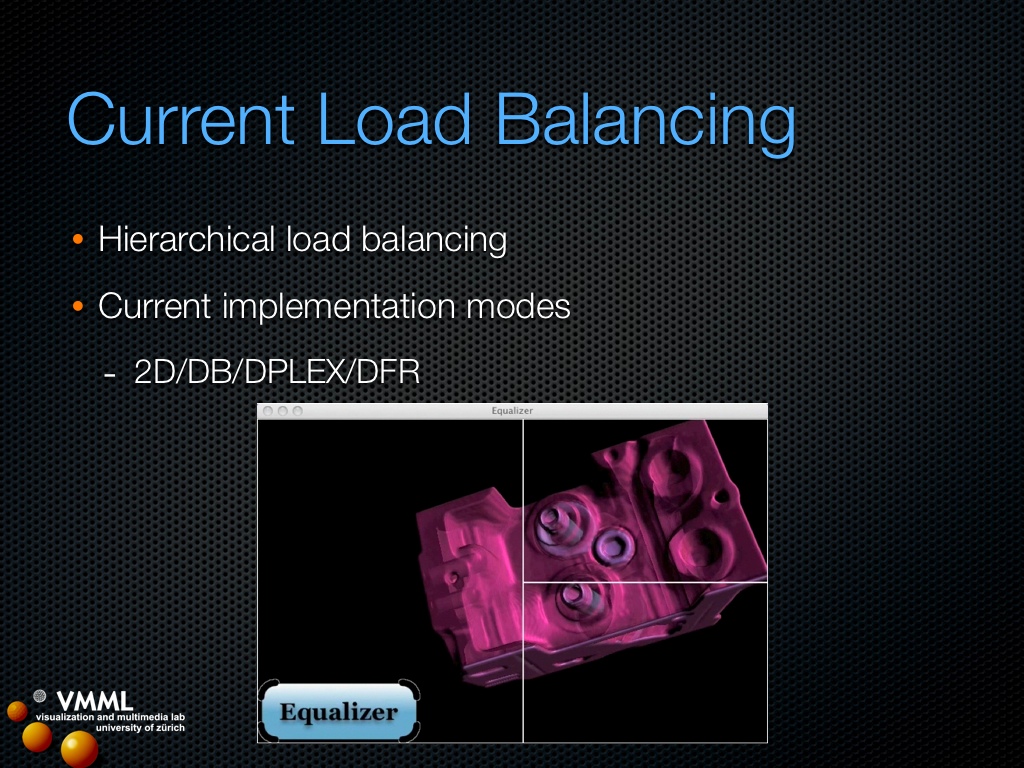 Current Load Balancing
• Hierarchical load balancing
• Current implementation modes
- 2D/DB/DPLEX/DFR
Equalizer
Equalizer
VMML
visualization and multimedia lab
university of zürich